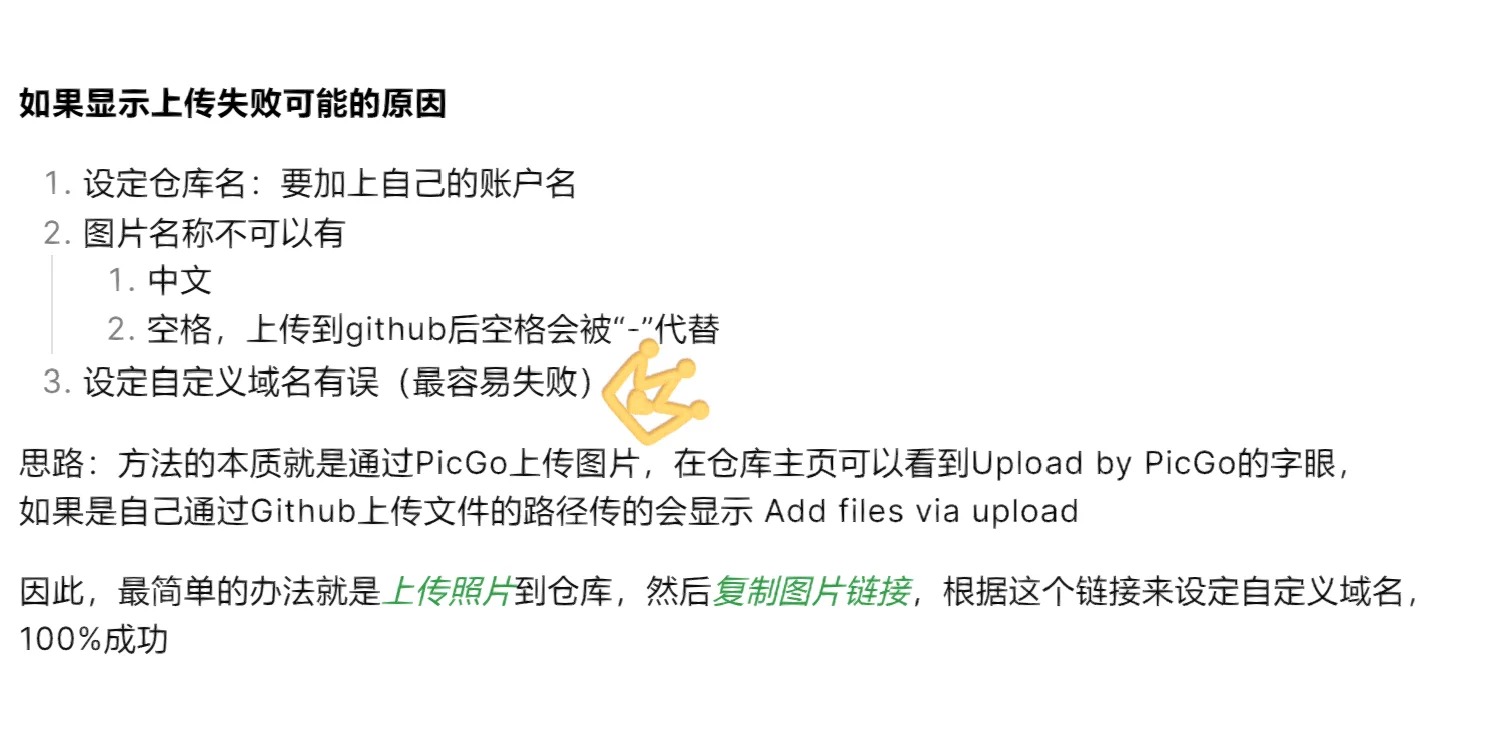 如果显示上传失败可能的原因
1. 设定仓库名：要加上自己的账户名
2. 图片名称不可以有
1. 中文
2. 空格，上传到github后空格会被“-”代替
3. 设定自定义域名有误（最容易失败）
思路：方法的本质就是通过PicGo上传图片，在仓库主页可以看到Upload by PicGo的字眼，
如果是自己通过Github上传文件的路径传的会显示 Add files via upload
因此，最简单的办法就是上传照片到仓库，然后复制图片链接，根据这个链接来设定自定义域名，
100%成功